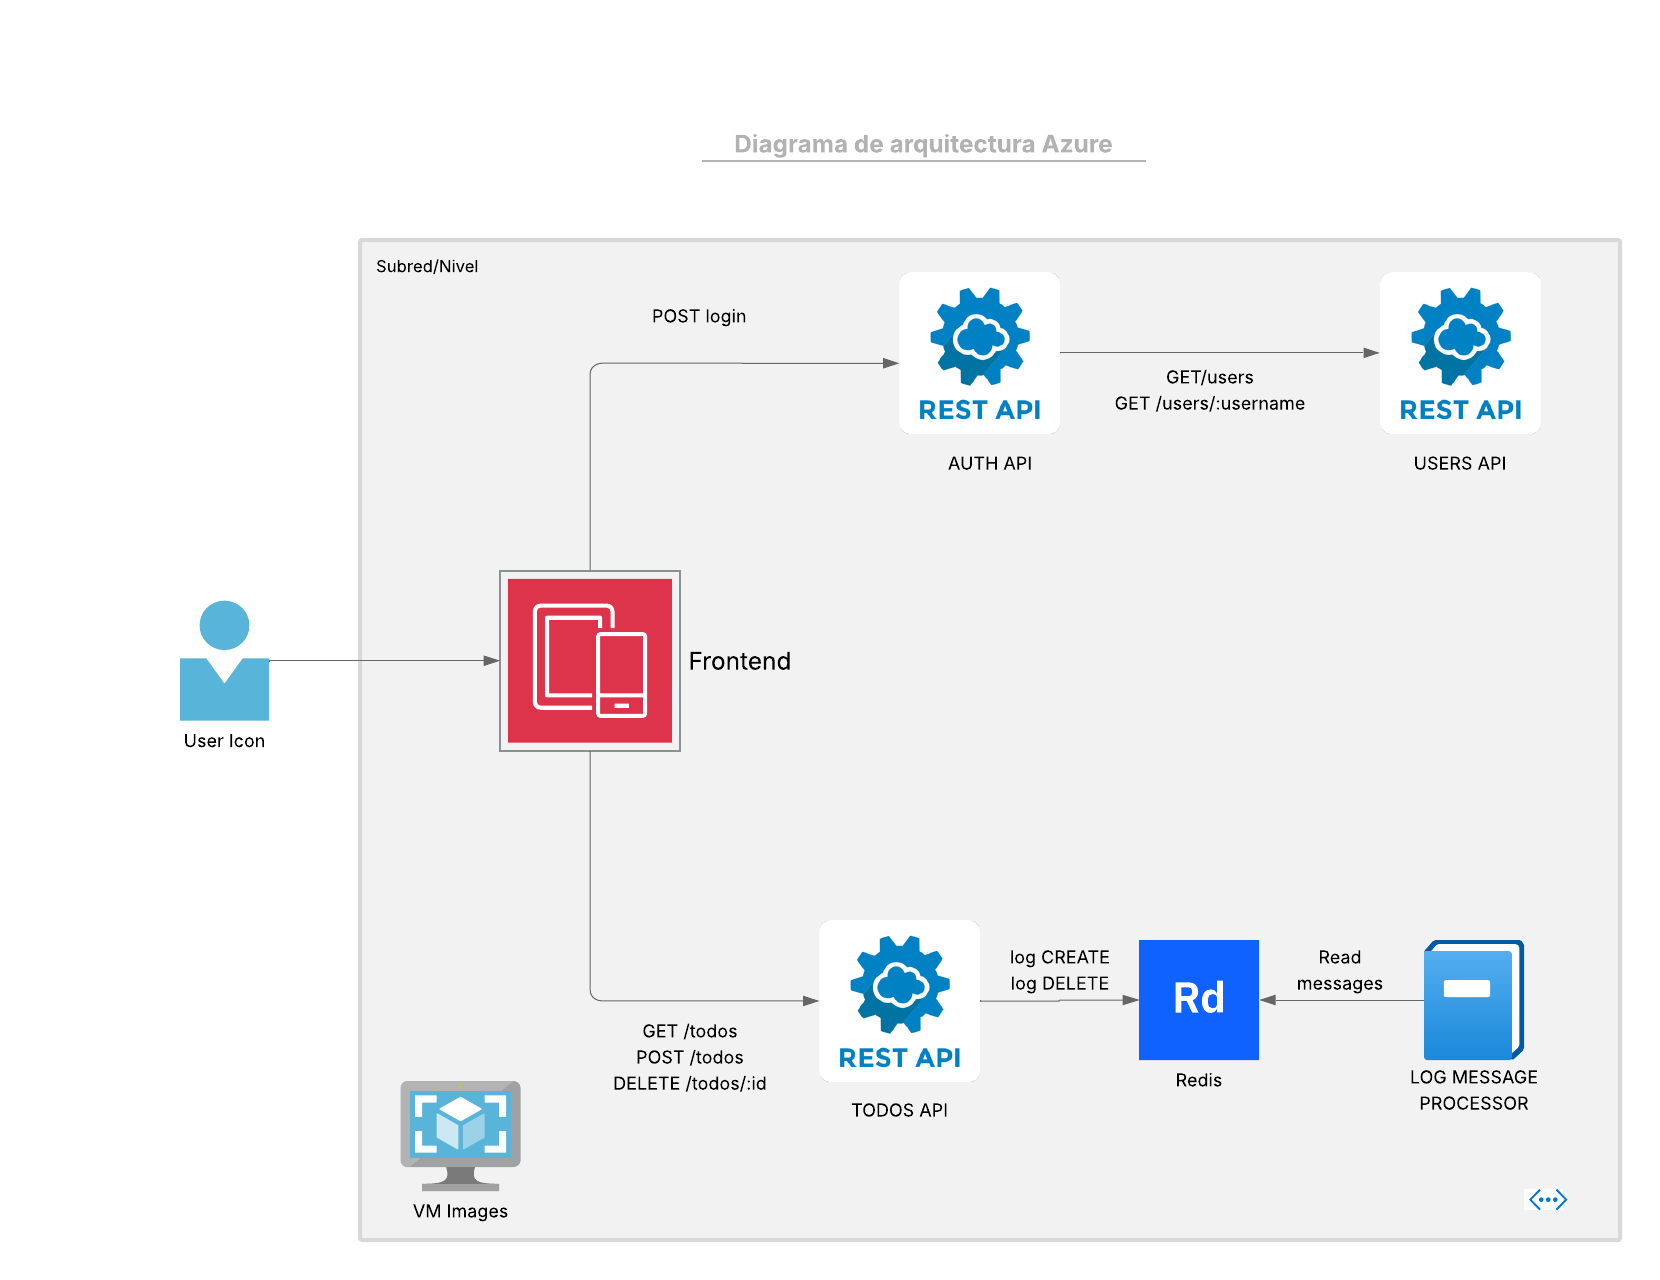 Diagrama de arquitectura Azure
Subred/Nivel
POST login
REST API
AUTH API
GET/users
GET /users/:username
REST API
USERS API
Frontend
User Icon
GET /todos
POST /todos
DELETE /todos/:id
REST API
TODOS API
log CREATE
log DELETE
Rd
Redis
Read
messages
LOG MESSAGE
PROCESSOR
VM Images